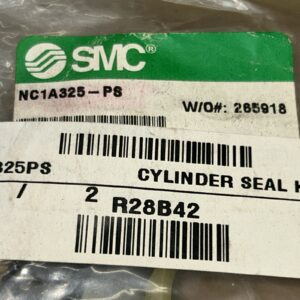 SMC®
NC1A325-PS
W/O#: 265918
325PS CYLINDER SEAL
/ 2 R28B42